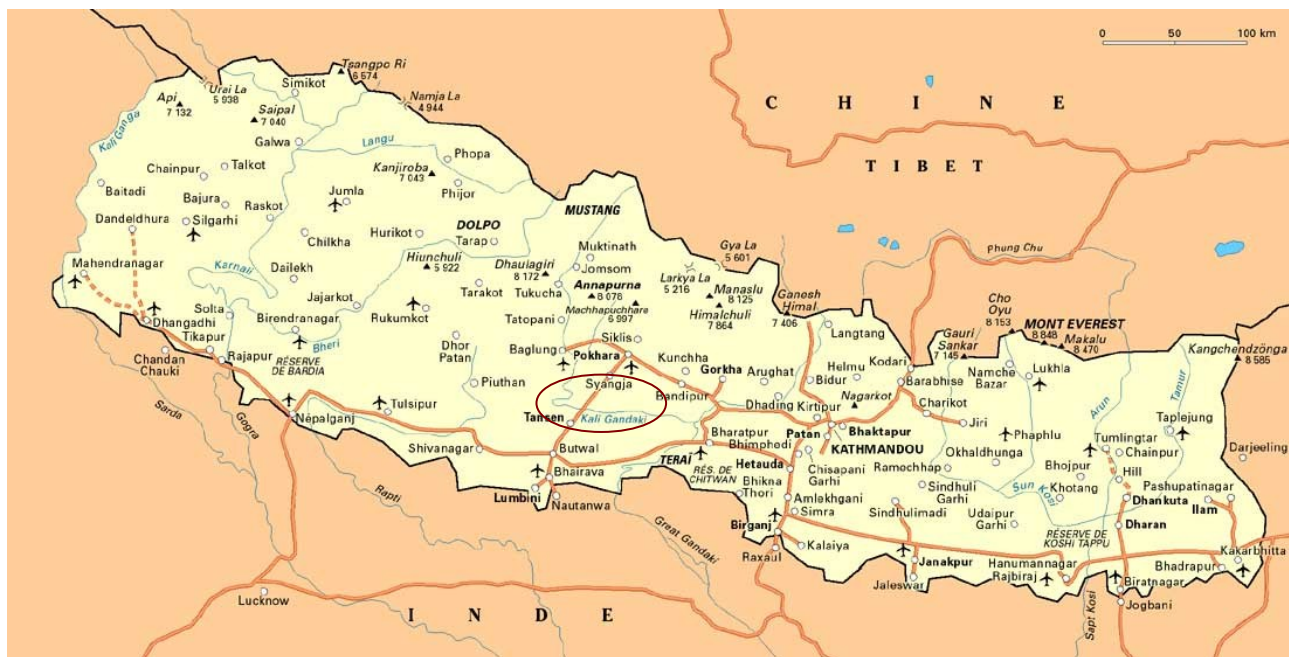 0 50 100 km
Tsangpo Ri
6 574
Urai La
5 938
Simikot
Api
7 132
Saipal
7 040
Namja La
4 944
Kali Ganga
Galwa
Langu
Chainpur
Talkot
Kanjiroba
7 043
Phopa
Phijor
Baitadi
Bajura
Jumla
Dandeldhura
Silgarhi
Raskot
Chilkha
Hurikot
DOLPO
Tarap
MUSTANG
Muktinath
Jomsom
Mahendranagar
Karnali
Dailekh
Hiunchuli
5 922
Dhaulagiri
8 172
Tukucha
Annapurna
8 078
Machhapuchhare
6 997
Gya La
5 601
Larkya La
5 216
Manaslu
8 125
Himalchuli
7 864
Ganesh
Himal
7 406
Solta
Jajarkot
Tarakot
Rukumkot
Tatopani
Siklis
Dhangadhi
Tikapur
Birendranagar
Bheri
Rajapur
RÉSERVE
DE BARDIA
Chandan
Chauki
Dhor
Patan
Baglung
Pokhara
Kunchha
Gorkha
Arughat
Langtang
Helmu
Bidur
Kodari
Barabhise
Nagarkot
Piuthan
Syangja
Bandipur
Dhading
Kirtipur
Sarda
Gogra
Népalganj
Tulsipur
Tansen
Kali Gandaki
Bharatpur
Bhimphedi
Patan
Bhaktapur
KATHMANDOU
Shivanagar
Butwal
Bhairava
TERAÏ
RÉS. DE
CHITWAN
Hetauda
Chisapani
Garhi
Lumbini
Nautanwa
Bhikna
Thori
Amlekhgani
Simra
Rapti
Great Gandaki
Birganj
Raxaul
Kalaiya
Lucknow
I N D E
C H I N E
T I B E T
Phung Chu
Cho
Oyu
8 153
MONT EVEREST
8 848
Makalu
8 470
Gauri
Sankar
7 145
Kangchendzönga
8 585
Namche
Bazar
Lukhla
Charikot
Jiri
Arun
Tamur
Taplejung
Phaphlu
Tumlingtar
Chainpur
Darjeeling
Okhaldhunga
Ramechhap
Bhojpur
Hill
Sindhuli
Garhi
Sun Kosi
Khotang
Pashupatinagar
Dhankuta
Ilam
Sindhulimadi
Udaipur
Garhi
Dharan
RÉSERVE DE
KOSHI TAPPU
Janakpur
Jaleswar
Hanumannagar
Rajbiraj
Kakarbhitta
Bhadrapur
Biratnagar
Jogbani
Sapt Kosi